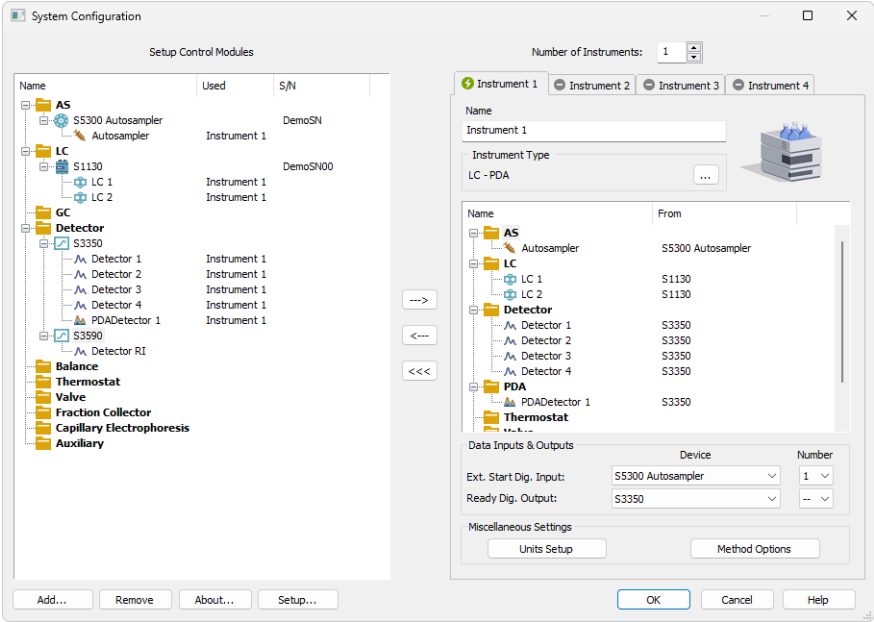 System Configuration
Setup Control Modules
Name Used S/N
AS
S5300 Autosampler DemoSN
Autosampler Instrument 1
LC
S1130 DemoSN00
LC 1 Instrument 1
LC 2 Instrument 1
GC
Detector
S3350
Detector 1 Instrument 1
Detector 2 Instrument 1
Detector 3 Instrument 1
Detector 4 Instrument 1
PDADetector 1 Instrument 1
S3590
Detector RI
Balance
Thermostat
Valve
Fraction Collector
Capillary Electrophoresis
Auxiliary
Add... Remove About... Setup...
--->
<---
<<<
Number of Instruments: 1
Instrument 1 Instrument 2 Instrument 3 Instrument 4
Name
Instrument 1
Instrument Type
LC - PDA ...
Name From
AS
Autosampler S5300 Autosampler
LC
LC 1 S1130
LC 2 S1130
Detector
Detector 1 S3350
Detector 2 S3350
Detector 3 S3350
Detector 4 S3350
PDA
PDADetector 1 S3350
Thermostat
Data Inputs & Outputs
Device Number
Ext. Start Dig. Input: S5300 Autosampler 1
Ready Dig. Output: S3350 --
Miscellaneous Settings
Units Setup Method Options
OK Cancel Help